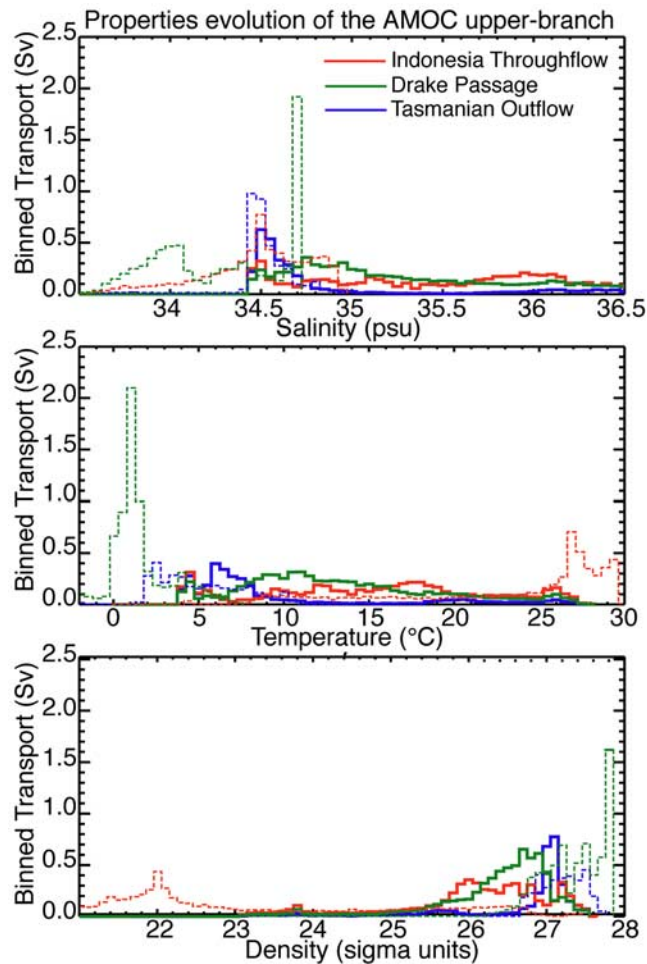 Properties evolution of the AMOC upper-branch
2.5
2.0
1.5
1.0
0.5
0.0
Binned Transport (Sv)
Indonesia Throughflow
Drake Passage
Tasmanian Outflow
34 34.5 35 35.5 36 36.5
Salinity (psu)
2.5
2.0
1.5
1.0
0.5
0.0
Binned Transport (Sv)
0 5 10 15 20 25 30
Temperature (°C)
2.5
2.0
1.5
1.0
0.5
0.0
Binned Transport (Sv)
22 23 24 25 26 27 28
Density (sigma units)